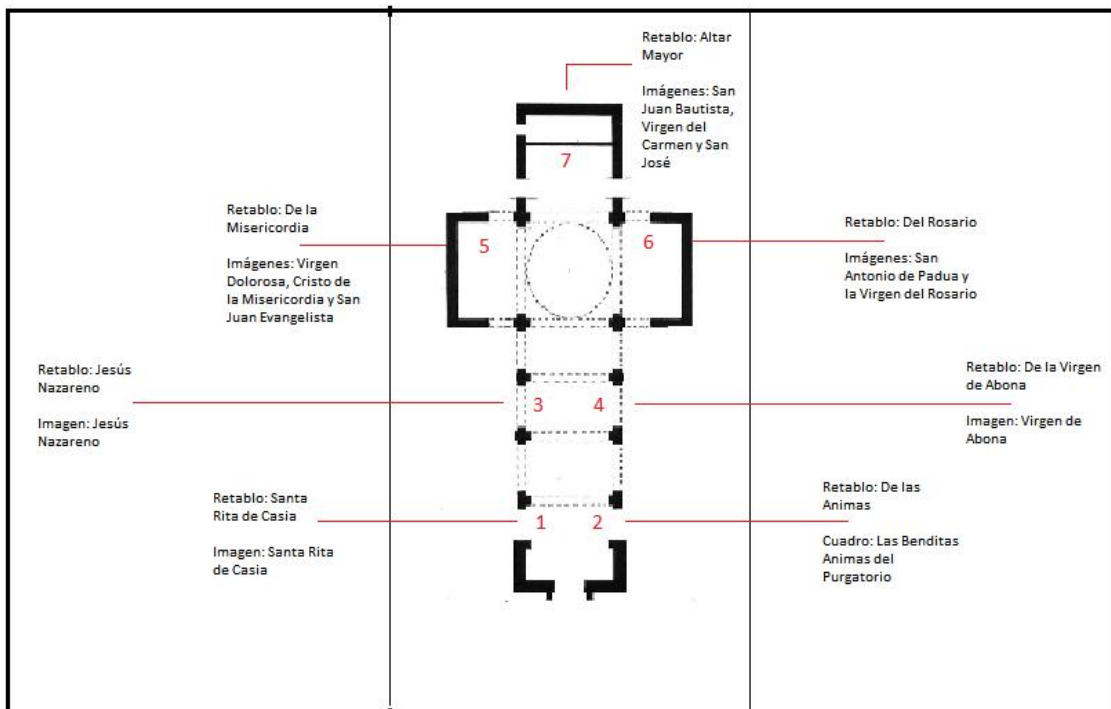 Retablo: Altar
Mayor
Imágenes: San
Juan Bautista,
Virgen del
Carmen y San
José
7
Retablo: De la
Misericordia
Imágenes: Virgen
Dolorosa, Cristo de
la Misericordia y San
Juan Evangelista
5
6
Retablo: Del Rosario
Imágenes: San
Antonio de Padua y
la Virgen del Rosario
Retablo: Jesús
Nazareno
Imagen: Jesús
Nazareno
3
4
Retablo: De la Virgen
de Abona
Imagen: Virgen de
Abona
Retablo: Santa
Rita de Casia
Imagen: Santa Rita
de Casia
1
2
Retablo: De las
Animas
Cuadro: Las Benditas
Animas del
Purgatorio